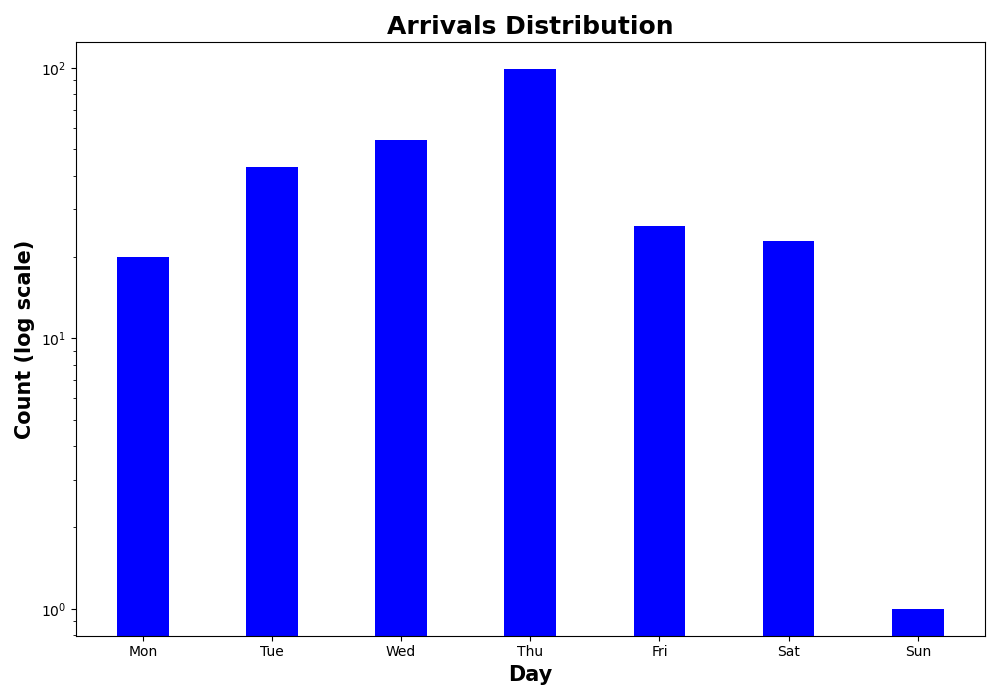 Arrivals Distribution
Count (log scale)
10²
10¹
10⁰
Mon Tue Wed Thu Fri Sat Sun
Day